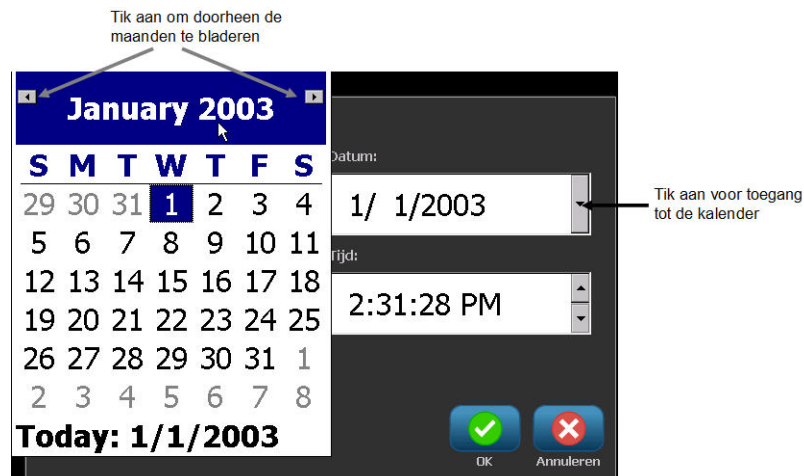 Tik aan om doorheen de
maanden te bladeren
January 2003
S M T W T F S
29 30 31 1 2 3 4
5 6 7 8 9 10 11
12 13 14 15 16 17 18
19 20 21 22 23 24 25
26 27 28 29 30 31 1
2 3 4 5 6 7 8
Today: 1/1/2003
Datum:
1/ 1/2003
Tik aan voor toegang
tot de kalender
Tijd:
2:31:28 PM
OK
Annuleren